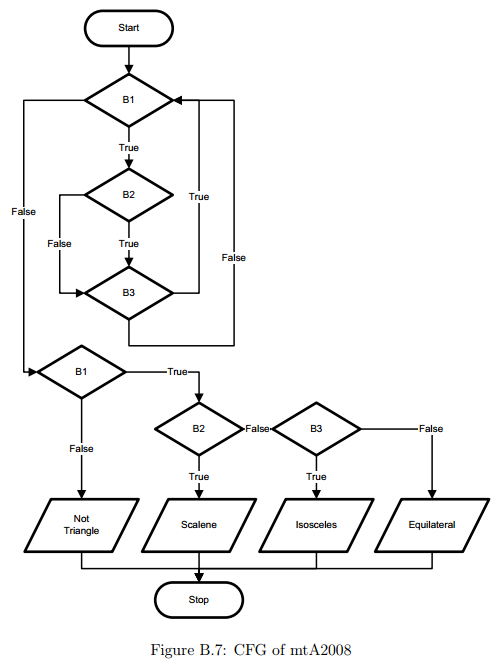 Start
B1
True
B2
True
False
True
False
False
B3
B1
True
B2
False
B3
False
False
True
True
Not
Triangle
Scalene
Isosceles
Equilateral
Stop
Figure B.7: CFG of mtA2008